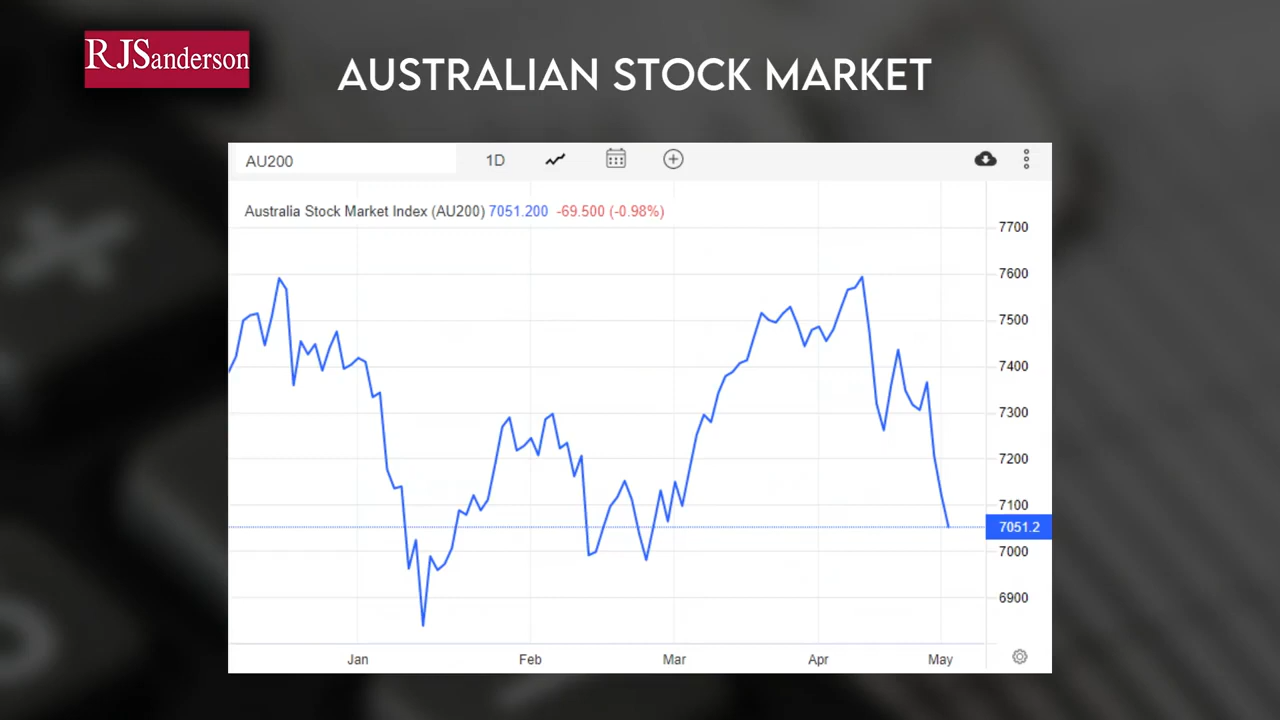 RJSanderson
AUSTRALIAN STOCK MARKET
AU200 1D
Australia Stock Market Index (AU200) 7051.200 -69.500 (-0.98%)
7700
7600
7500
7400
7300
7200
7100
7051.2
7000
6900
Jan Feb Mar Apr May